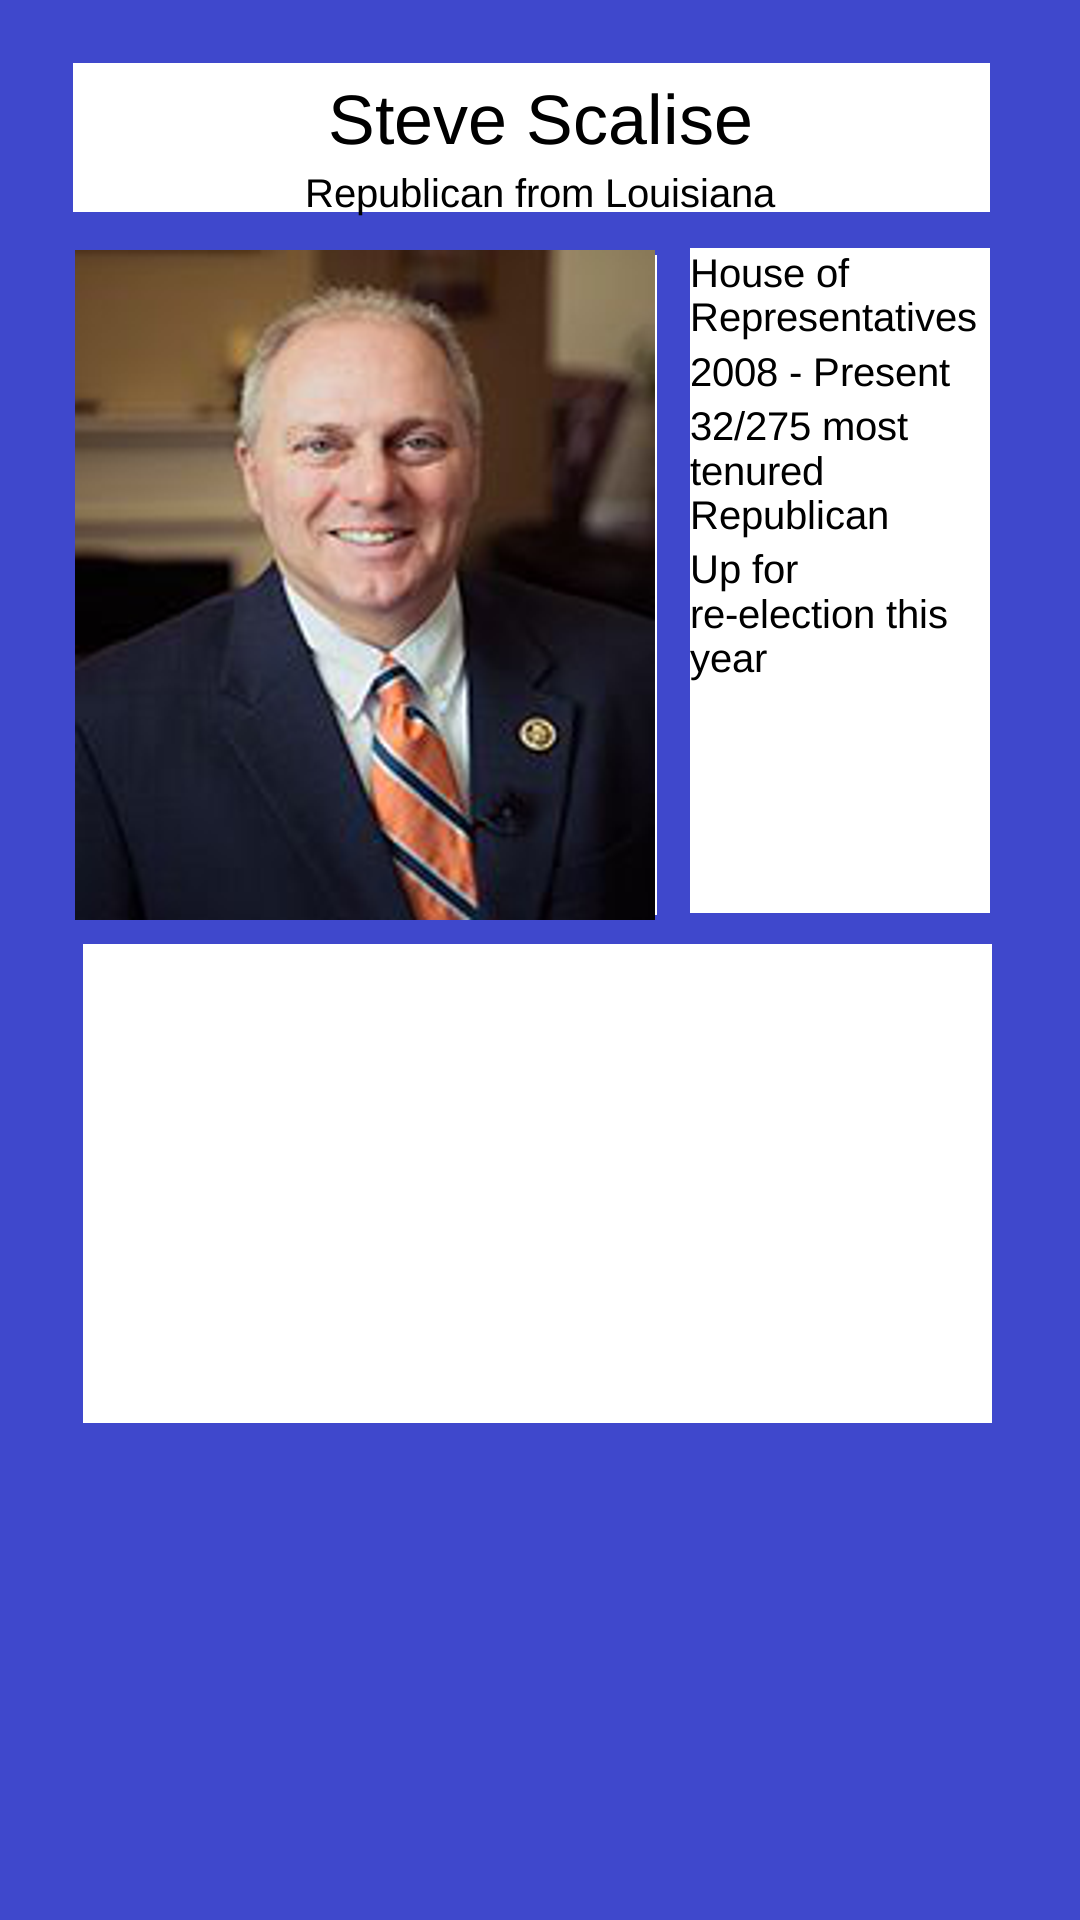 Steve Scalise
Republican from Louisiana
House of
Representatives
2008 - Present
32/275 most
tenured
Republican
Up for
re-election this
year